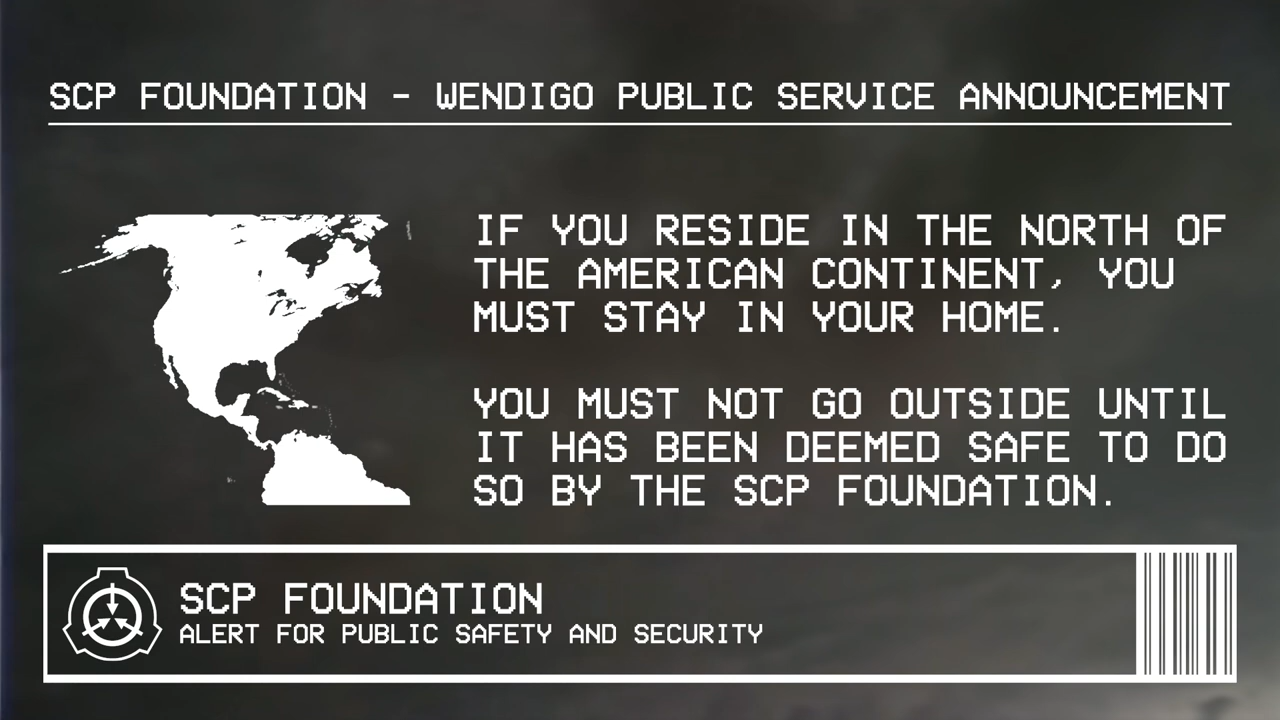 SCP FOUNDATION - WENDIGO PUBLIC SERVICE ANNOUNCEMENT
IF YOU RESIDE IN THE NORTH OF
THE AMERICAN CONTINENT, YOU
MUST STAY IN YOUR HOME.
YOU MUST NOT GO OUTSIDE UNTIL
IT HAS BEEN DEEMED SAFE TO DO
SO BY THE SCP FOUNDATION.
SCP FOUNDATION
ALERT FOR PUBLIC SAFETY AND SECURITY